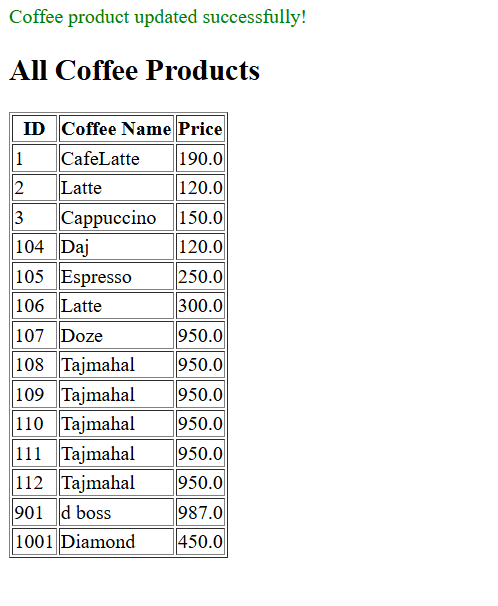 Coffee product updated successfully!
All Coffee Products
ID Coffee Name Price
1 CafeLatte 190.0
2 Latte 120.0
3 Cappuccino 150.0
104 Daj 120.0
105 Espresso 250.0
106 Latte 300.0
107 Doze 950.0
108 Tajmahal 950.0
109 Tajmahal 950.0
110 Tajmahal 950.0
111 Tajmahal 950.0
112 Tajmahal 950.0
901 d boss 987.0
1001 Diamond 450.0